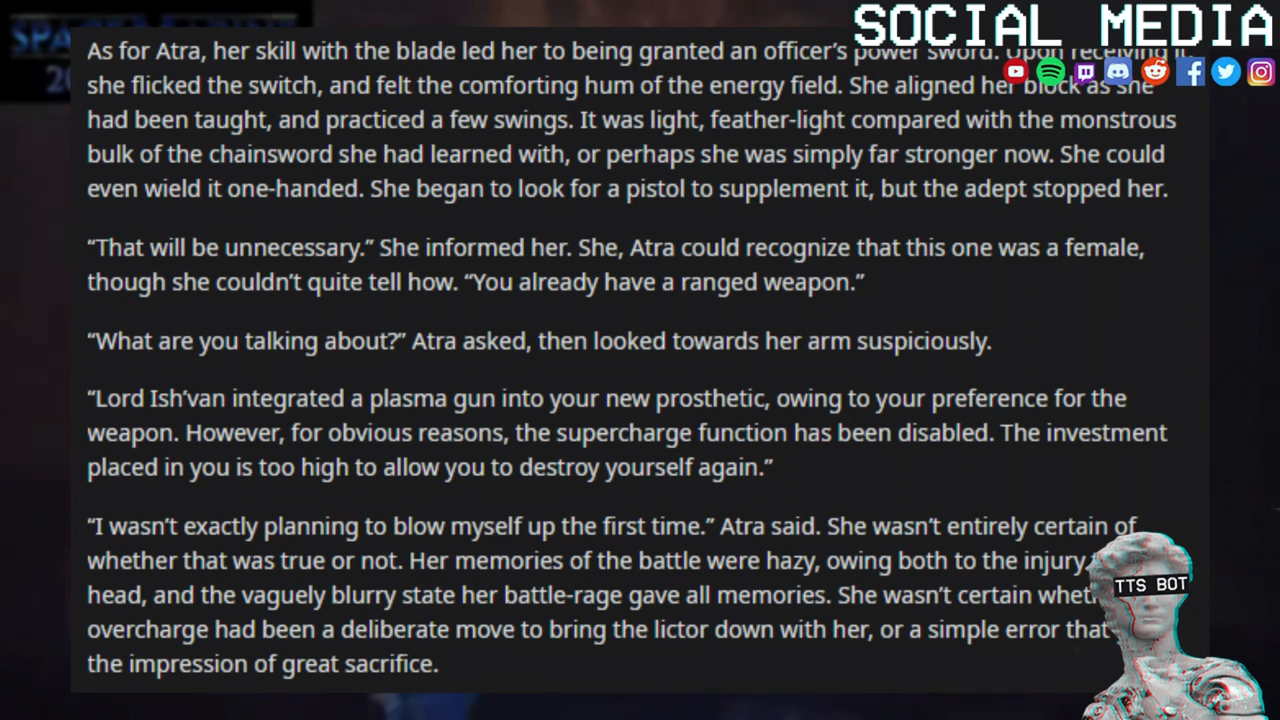 SOCIAL MEDIA
SPA
20
As for Atra, her skill with the blade led her to being granted an officer's power sword. Upon receiving it
she flicked the switch, and felt the comforting hum of the energy field. She aligned her block as she
had been taught, and practiced a few swings. It was light, feather-light compared with the monstrous
bulk of the chainsword she had learned with, or perhaps she was simply far stronger now. She could
even wield it one-handed. She began to look for a pistol to supplement it, but the adept stopped her.
“That will be unnecessary.” She informed her. She, Atra could recognize that this one was a female,
though she couldn't quite tell how. “You already have a ranged weapon.”
“What are you talking about?” Atra asked, then looked towards her arm suspiciously.
“Lord Ish'van integrated a plasma gun into your new prosthetic, owing to your preference for the
weapon. However, for obvious reasons, the supercharge function has been disabled. The investment
placed in you is too high to allow you to destroy yourself again.”
“I wasn't exactly planning to blow myself up the first time.” Atra said. She wasn't entirely certain of
whether that was true or not. Her memories of the battle were hazy, owing both to the injury
head, and the vaguely blurry state her battle-rage gave all memories. She wasn't certain
overcharge had been a deliberate move to bring the lictor down with her, or a simple error that
the impression of great sacrifice.
TTS BOT